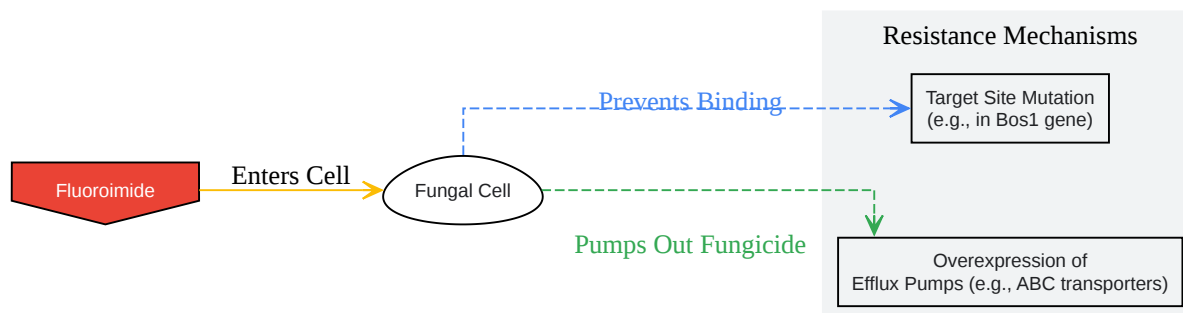 Resistance Mechanisms
Prevents Binding
Target Site Mutation
(e.g., in Bos1 gene)
Fluoroimide
Enters Cell
Fungal Cell
Pumps Out Fungicide
Overexpression of
Efflux Pumps (e.g., ABC transporters)